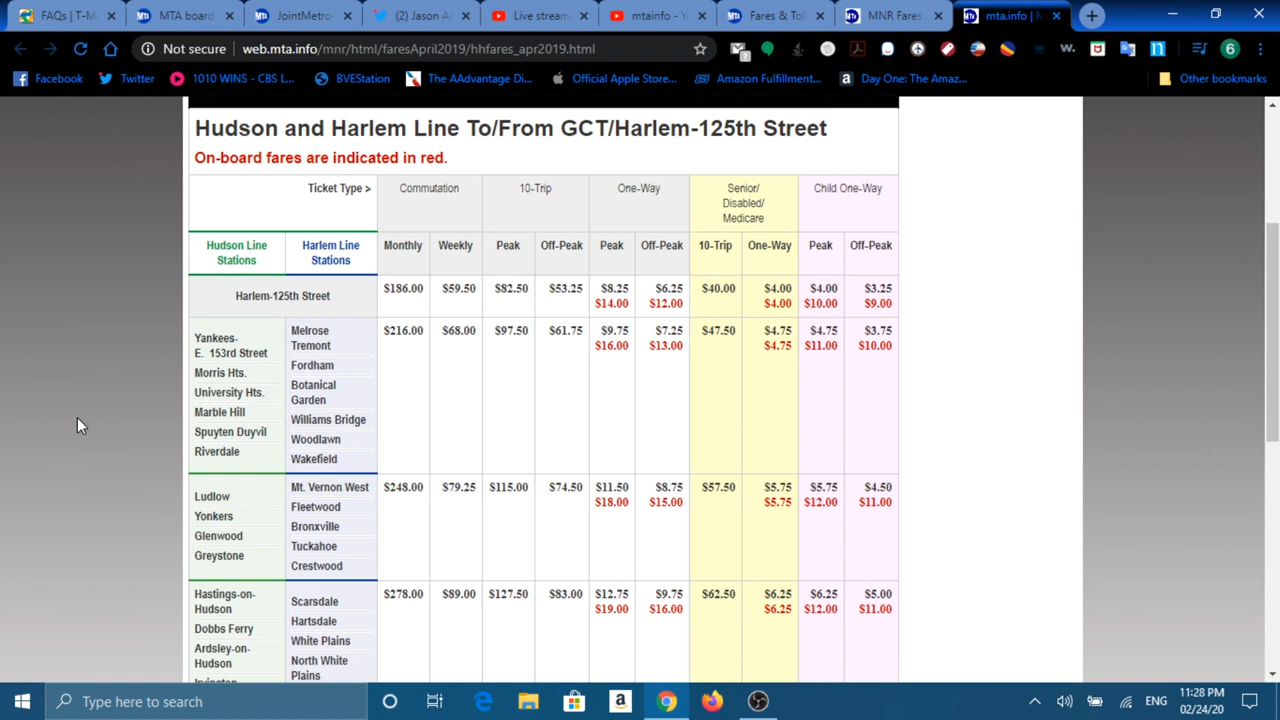 FAQs | T-M
MTA board
JointMetro-
(2) Jason A
Live stream
mtainfo - Y
Fares & Toll
MNR Fares
mta.info | M
Not secure web.mta.info/mnr/html/faresApril2019/hhfares_apr2019.html
Facebook
Twitter
1010 WINS - CBS L...
BVEStation
The AAdvantage Di...
Official Apple Store...
Amazon Fulfillment...
Day One: The Amaz...
Other bookmarks
Hudson and Harlem Line To/From GCT/Harlem-125th Street
On-board fares are indicated in red.
Ticket Type > Commutation 10-Trip One-Way Senior/ Child One-Way
Disabled/
Medicare
Hudson Line Harlem Line Monthly Weekly Peak Off-Peak Peak Off-Peak 10-Trip One-Way Peak Off-Peak
Stations Stations
Harlem-125th Street $186.00 $59.50 $82.50 $53.25 $8.25 $6.25 $40.00 $4.00 $4.00 $3.25
$14.00 $12.00 $4.00 $10.00 $9.00
Yankees-
E. 153rd Street
Morris Hts.
University Hts.
Marble Hill
Spuyten Duyvil
Riverdale
Melrose
Tremont
Fordham
Botanical
Garden
Williams Bridge
Woodlawn
Wakefield
$216.00 $68.00 $97.50 $61.75 $9.75 $7.25 $47.50 $4.75 $4.75 $3.75
$16.00 $13.00 $4.75 $11.00 $10.00
Ludlow
Yonkers
Glenwood
Greystone
Mt. Vernon West
Fleetwood
Bronxville
Tuckahoe
Crestwood
$248.00 $79.25 $115.00 $74.50 $11.50 $8.75 $57.50 $5.75 $5.75 $4.50
$18.00 $15.00 $5.75 $12.00 $11.00
Hastings-on-
Hudson
Dobbs Ferry
Ardsley-on-
Hudson
Irvington
Scarsdale
Hartsdale
White Plains
North White
Plains
$278.00 $89.00 $127.50 $83.00 $12.75 $9.75 $62.50 $6.25 $6.25 $5.00
$19.00 $16.00 $6.25 $12.00 $11.00
Type here to search
ENG
11:28 PM
02/24/20